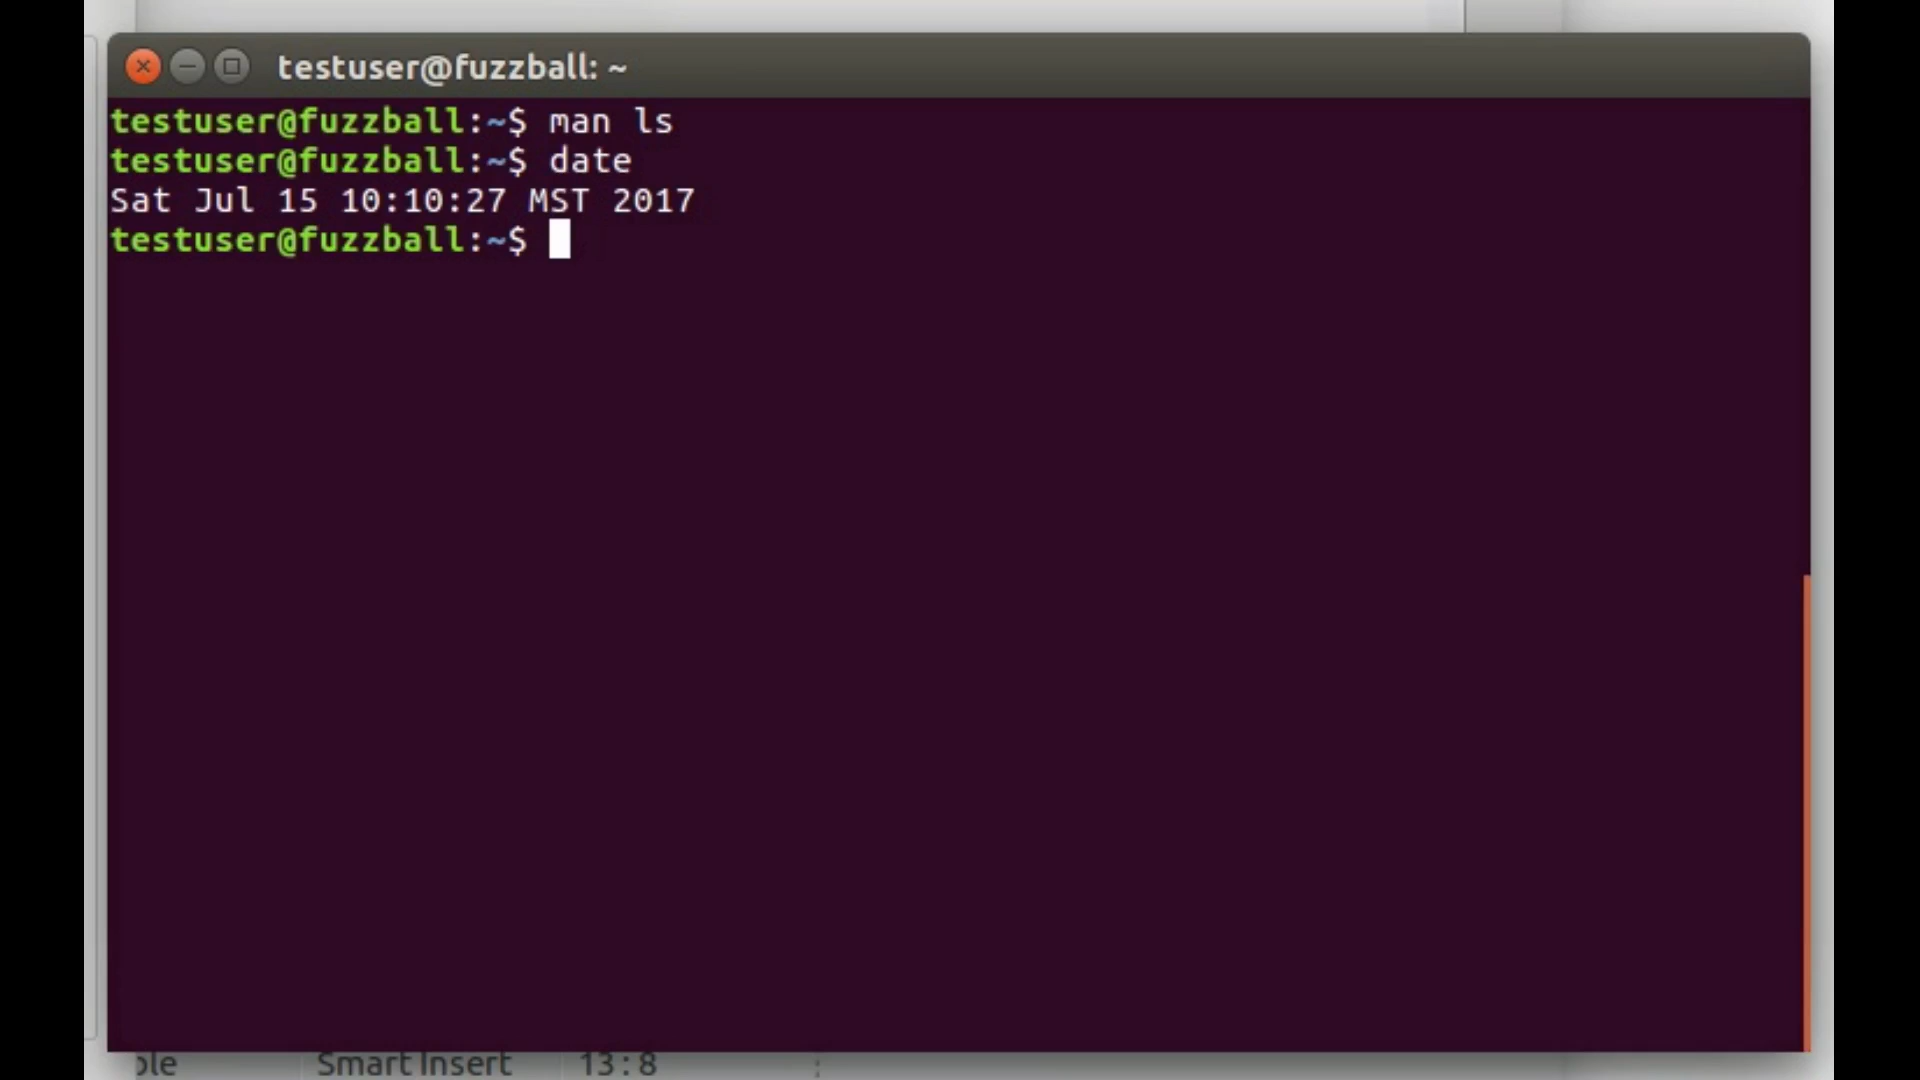 testuser@fuzzball: ~
testuser@fuzzball:~$ man ls
testuser@fuzzball:~$ date
Sat Jul 15 10:10:27 MST 2017
testuser@fuzzball:~$
Smart Insert 13:8